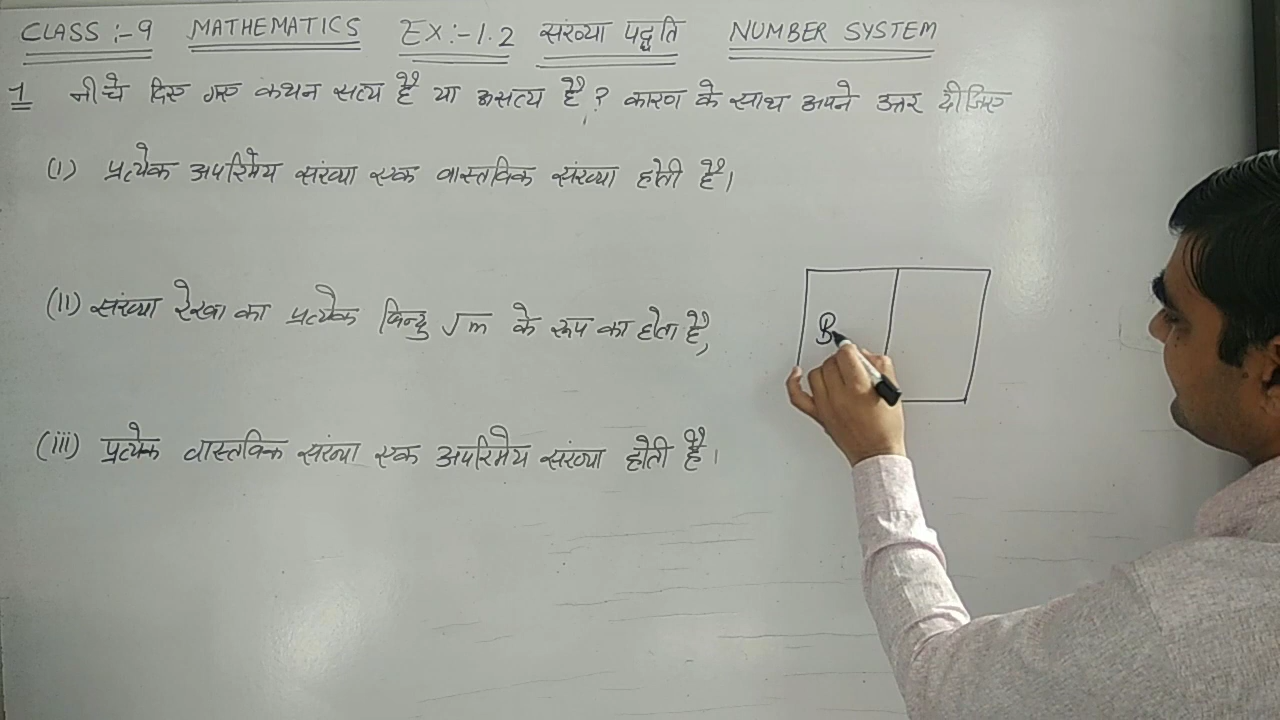 CLASS :- 9 MATHEMATICS EX:- 1.2 संख्या पद्धति NUMBER SYSTEM
1 नीचे दिए गए कथन सत्य हैं या असत्य हैं? कारण के साथ अपने उत्तर दीजिए
(i) प्रत्येक अपरिमेय संख्या एक वास्तविक संख्या होती है।
(ii) संख्या रेखा का प्रत्येक बिन्दु √m के रूप का होता है,
(iii) प्रत्येक वास्तविक संख्या एक अपरिमेय संख्या होती है।